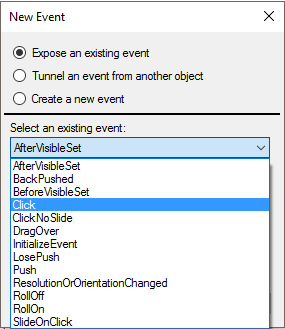 New Event
Expose an existing event
Tunnel an event from another object
Create a new event
Select an existing event:
AfterVisibleSet
AfterVisibleSet
BackPushed
BeforeVisibleSet
Click
ClickNoSlide
DragOver
InitializeEvent
LosePush
Push
ResolutionOrOrientationChanged
RollOff
RollOn
SlideOnClick